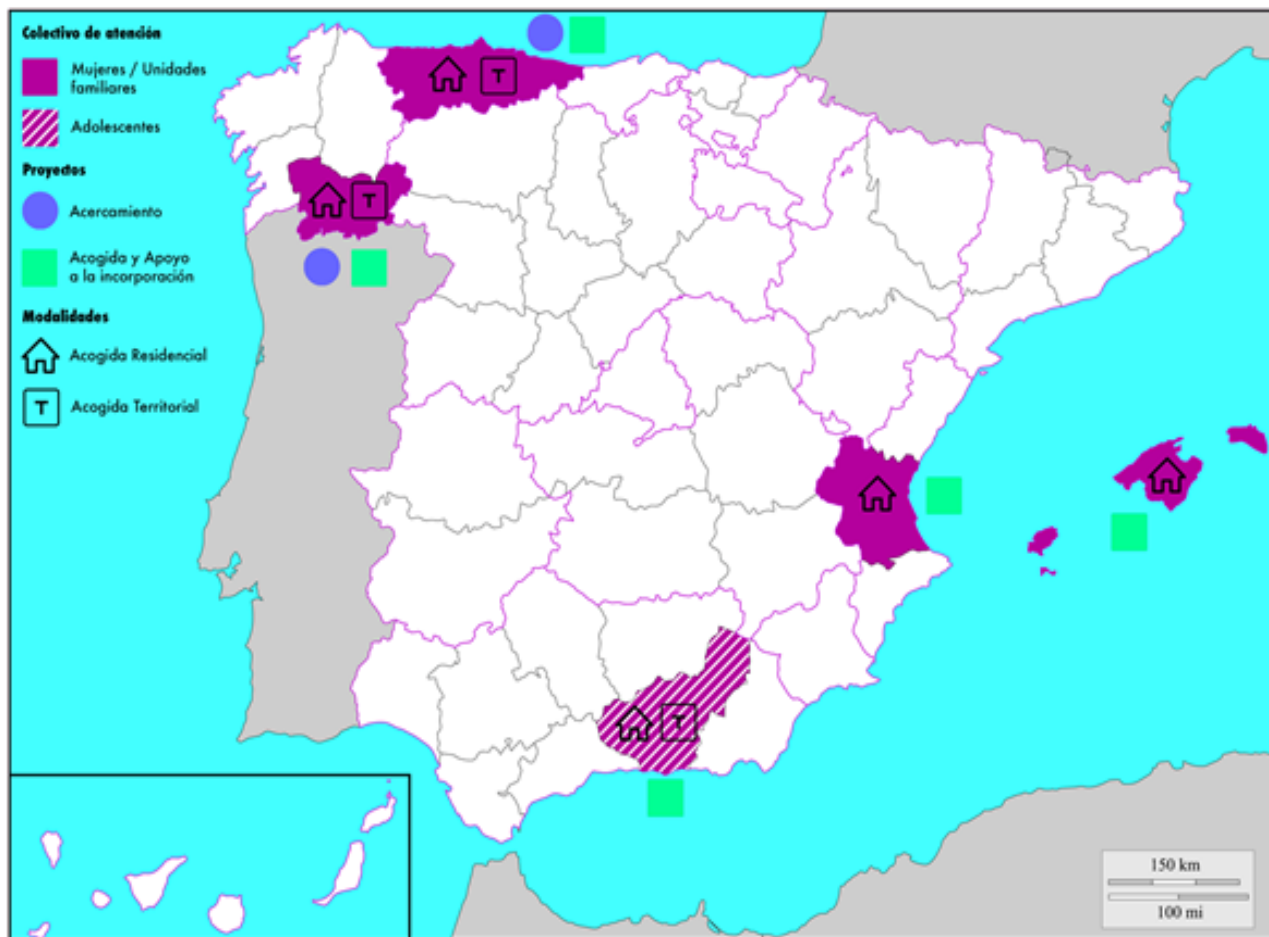 Colectivo de atención
Mujeres / Unidades
familiares
Adolescentes
Proyectos
Acercamiento
Acogida y Apoyo
a la incorporación
Modalidades
Acogida Residencial
T
Acogida Territorial
T
T
T
150 km
100 mi